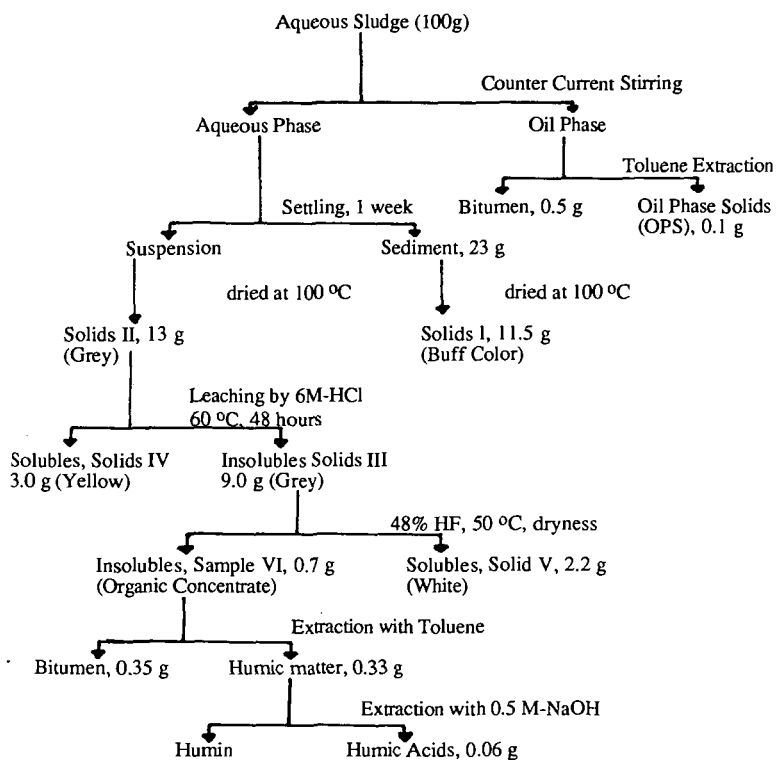 Aqueous Sludge (100g)
Counter Current Stirring
Aqueous Phase
Oil Phase
Toluene Extraction
Settling, 1 week
Bitumen, 0.5 g
Oil Phase Solids
(OPS), 0.1 g
Suspension
Sediment, 23 g
dried at 100 ºC
dried at 100 ºC
Solids II, 13 g
(Grey)
Solids I, 11.5 g
(Buff Color)
Leaching by 6M-HCl
60 ºC, 48 hours
Solubles, Solids IV
3.0 g (Yellow)
Insolubles Solids III
9.0 g (Grey)
48% HF, 50 ºC, dryness
Insolubles, Sample VI, 0.7 g
(Organic Concentrate)
Solubles, Solid V, 2.2 g
(White)
Extraction with Toluene
Bitumen, 0.35 g
Humic matter, 0.33 g
Extraction with 0.5 M-NaOH
Humin
Humic Acids, 0.06 g